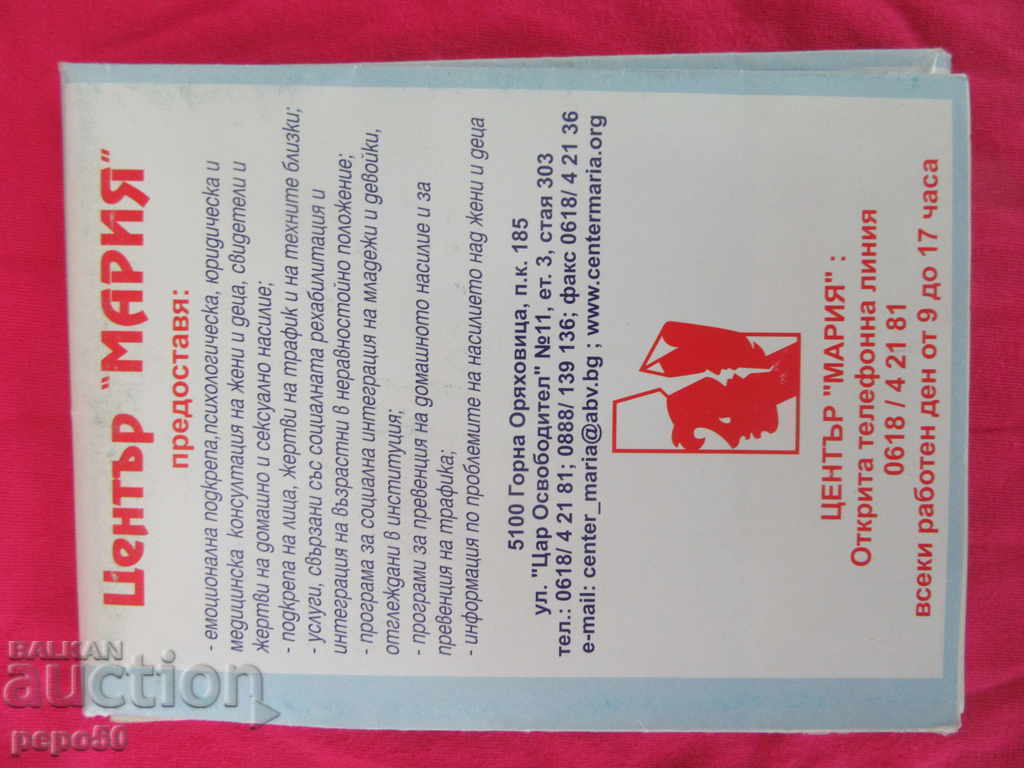 Център "МАРИЯ"
предоставя:
- емоционална подкрепа,психологическа, юридическа и
медицинска консултация на жени и деца, свидетели и
жертви на домашно и сексуално насилие;
- подкрепа на лица, жертви на трафик и на техните близки;
- услуги, свързани със социалната рехабилитация и
интеграция на възрастни в неравностойно положение;
- програма за социална интеграция на младежи и девойки,
отглеждани в институция;
- програми за превенция на домашното насилие и за
превенция на трафика;
- информация по проблемите на насилието над жени и деца
5100 Горна Оряховица, п.к. 185
ул. "Цар Освободител" №11, ет. 3, стая 303
тел.: 0618/ 4 21 81; 0888/ 139 136; факс 0618/ 4 21 36
e-mail: center_maria@abv.bg ; www.centermaria.org
ЦЕНТЪР "МАРИЯ" :
Открита телефонна линия
0618 / 4 21 81
всеки работен ден от 9 до 17 часа
BALKAN
auction
pepo50